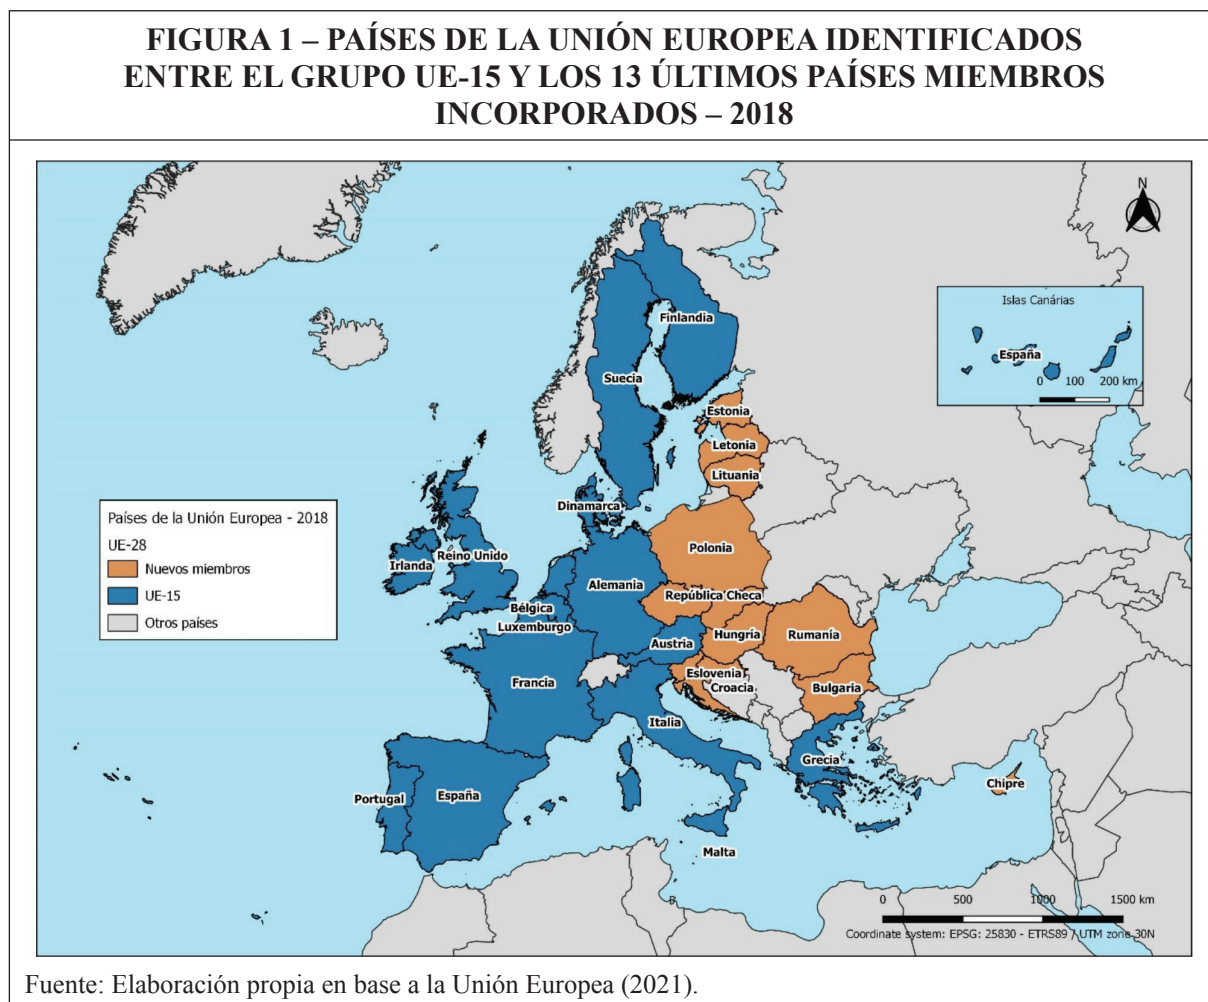 FIGURA 1 – PAÍSES DE LA UNIÓN EUROPEA IDENTIFICADOS
ENTRE EL GRUPO UE-15 Y LOS 13 ÚLTIMOS PAÍSES MIEMBROS
INCORPORADOS – 2018
N
Islas Canárias
España
0 100 200 km
Finlandia
Suecia
Estonia
Letonia
Lituania
Dinamarca
Países de la Unión Europea - 2018
UE-28
Nuevos miembros
UE-15
Otros países
Reino Unido
Irlanda
Polonia
Alemania
República Checa
Bélgica
Luxemburgo
Hungría
Rumanía
Austria
Eslovenia
Croacia
Francia
Bulgaria
Italia
Grecia
Chipre
Portugal
España
Malta
0 500 1000 1500 km
Coordinate system: EPSG: 25830 - ETRS89 / UTM zone 30N
Fuente: Elaboración propia en base a la Unión Europea (2021).